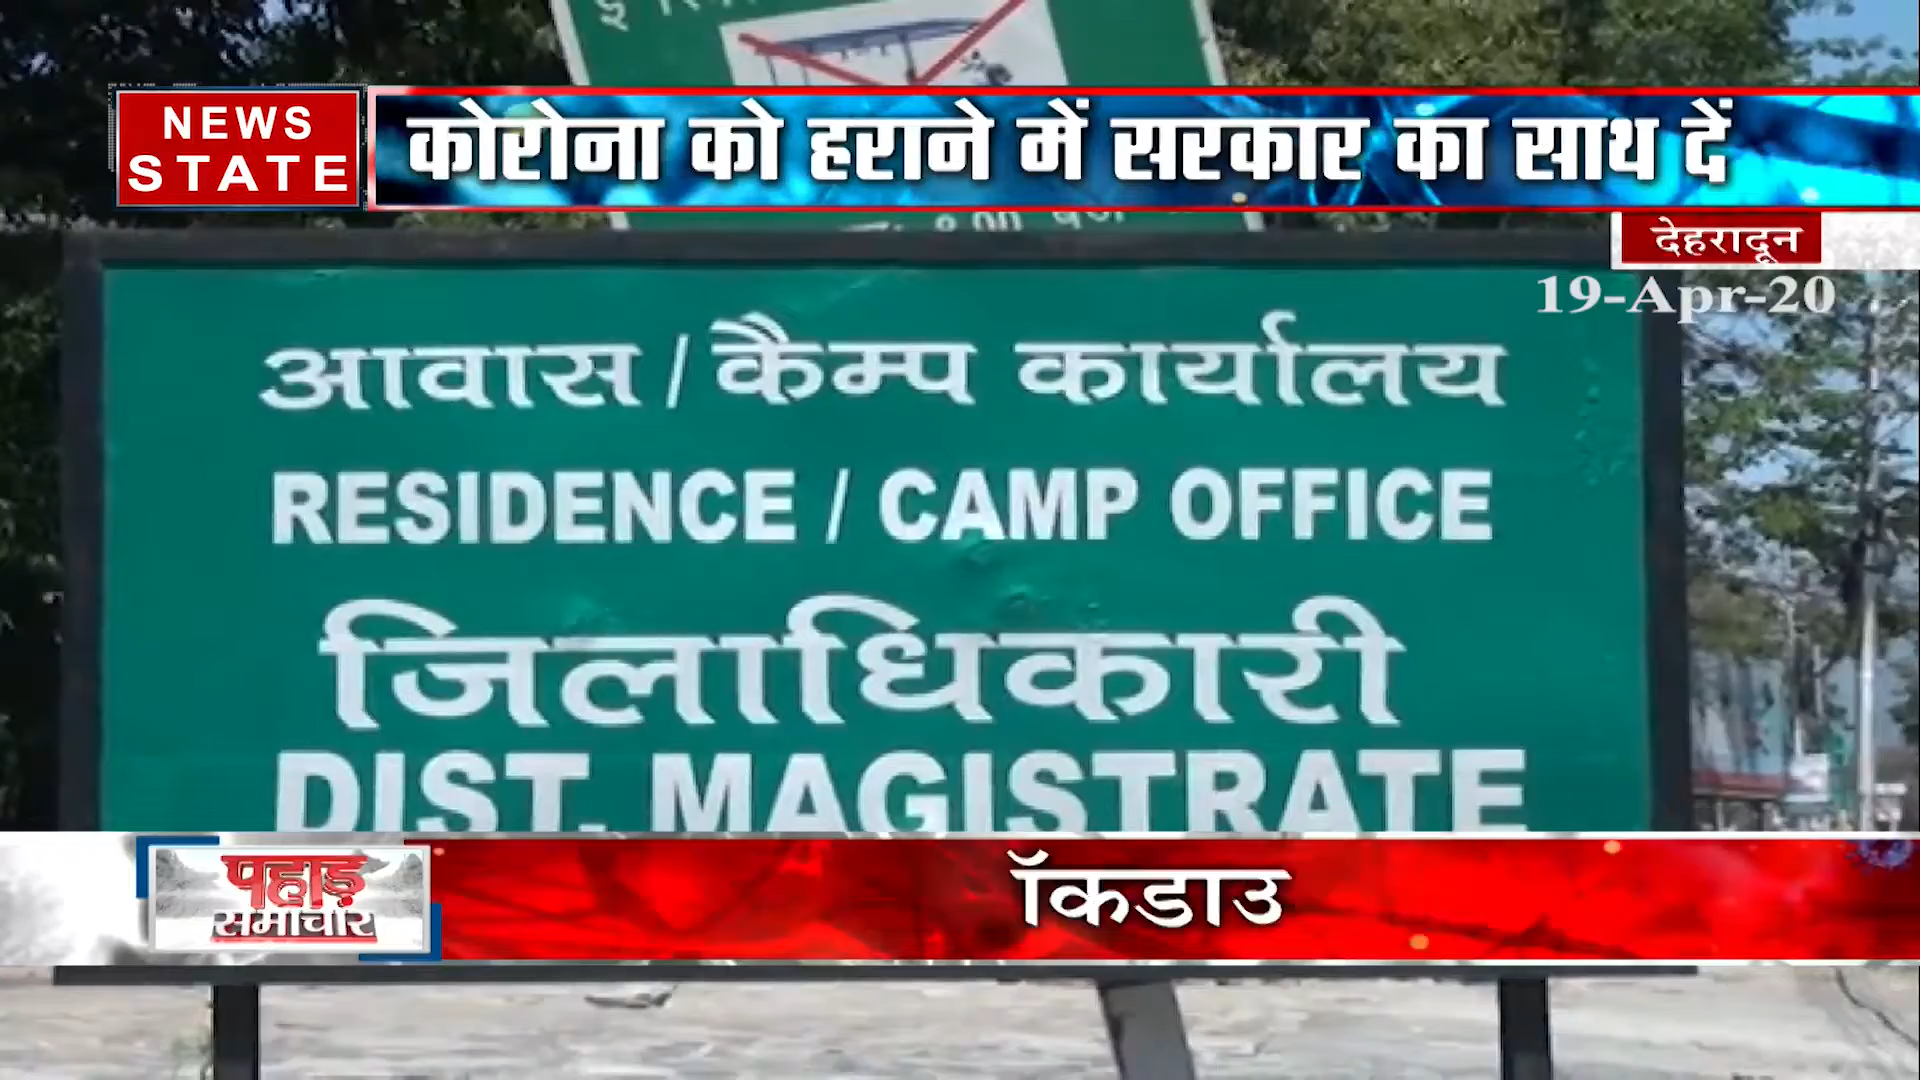 NEWS
STATE
कोरोना को हराने में सरकार का साथ दें
देहरादून
19-Apr-20
आवास / कैम्प कार्यालय
RESIDENCE / CAMP OFFICE
जिलाधिकारी
DIST. MAGISTRATE
पहाड़
समाचार
ॉकडाउ